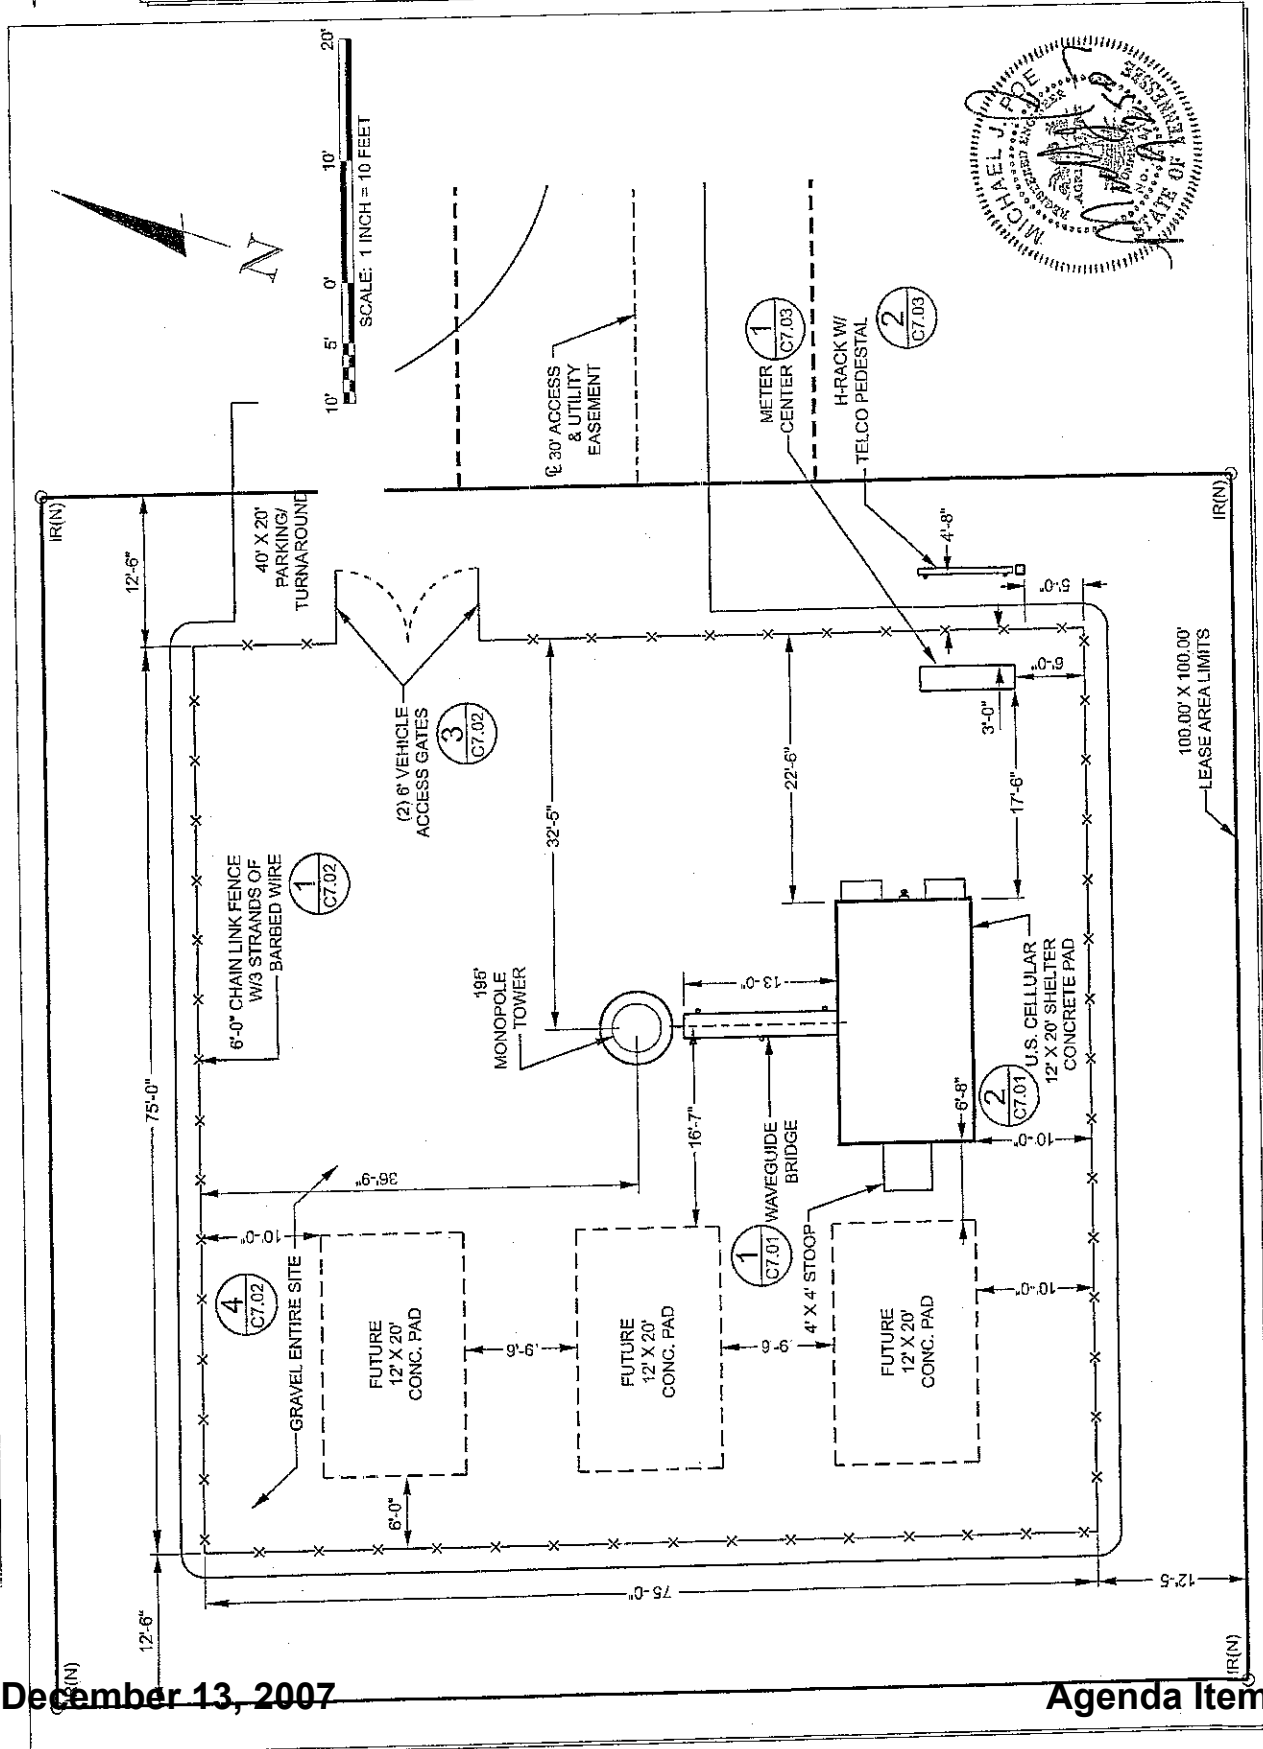 20'
10'
0'
5'
10'
SCALE: 1 INCH = 10 FEET
N
MICHAEL J. POE
REGISTERED ENGINEER
STATE OF TENNESSEE
℄ 30' ACCESS
& UTILITY
EASEMENT
METER
CENTER
1
C7.03
H-RACK W/
TELCO PEDESTAL
2
C7.03
IR(N)
12'-6"
40' X 20'
PARKING/
TURNAROUND
4'-8"
5'-0"
IR(N)
(2) 6' VEHICLE
ACCESS GATES
3
C7.02
32'-5"
22'-6"
3'-0"
6'-0"
17'-6"
100.00' X 100.00'
LEASE AREA LIMITS
6'-0" CHAIN LINK FENCE
W/3 STRANDS OF
BARBED WIRE
1
C7.02
195'
MONOPOLE
TOWER
13'-0"
U.S. CELLULAR
12' X 20' SHELTER
CONCRETE PAD
2
C7.01
75'-0"
36'-9"
16'-7"
WAVEGUIDE
BRIDGE
1
C7.01
6'-8"
10'-0"
10'-0"
4' X 4' STOOP
GRAVEL ENTIRE SITE
4
C7.02
FUTURE
12' X 20'
CONC. PAD
9'-6"
FUTURE
12' X 20'
CONC. PAD
9-6
FUTURE
12' X 20'
CONC. PAD
10'-0"
6'-0"
75'-0"
12'-5
12'-6"
IR(N)
December 13, 2007
Agenda Item